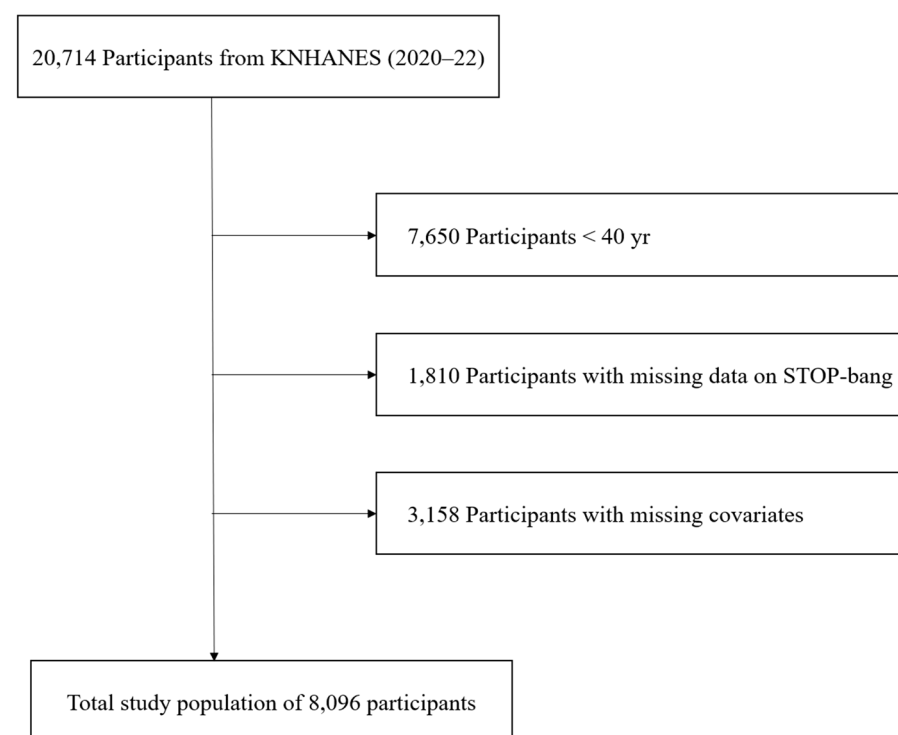 20,714 Participants from KNHANES (2020–22)
7,650 Participants < 40 yr
1,810 Participants with missing data on STOP-bang
3,158 Participants with missing covariates
Total study population of 8,096 participants